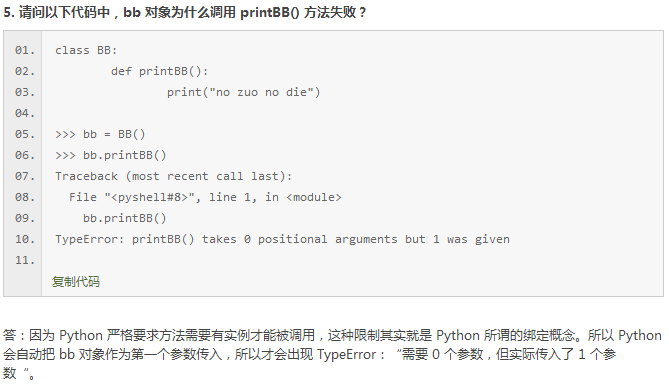 5. 请问以下代码中，bb 对象为什么调用 printBB() 方法失败？
01. class BB:
02.         def printBB():
03.                 print("no zuo no die")
04.
05. >>> bb = BB()
06. >>> bb.printBB()
07. Traceback (most recent call last):
08.   File "<pyshell#8>", line 1, in <module>
09.     bb.printBB()
10. TypeError: printBB() takes 0 positional arguments but 1 was given
11.
复制代码
答：因为 Python 严格要求方法需要有实例才能被调用，这种限制其实就是 Python 所谓的绑定概念。所以 Python
会自动把 bb 对象作为第一个参数传入，所以才会出现 TypeError：“需要 0 个参数，但实际传入了 1 个参
数“。